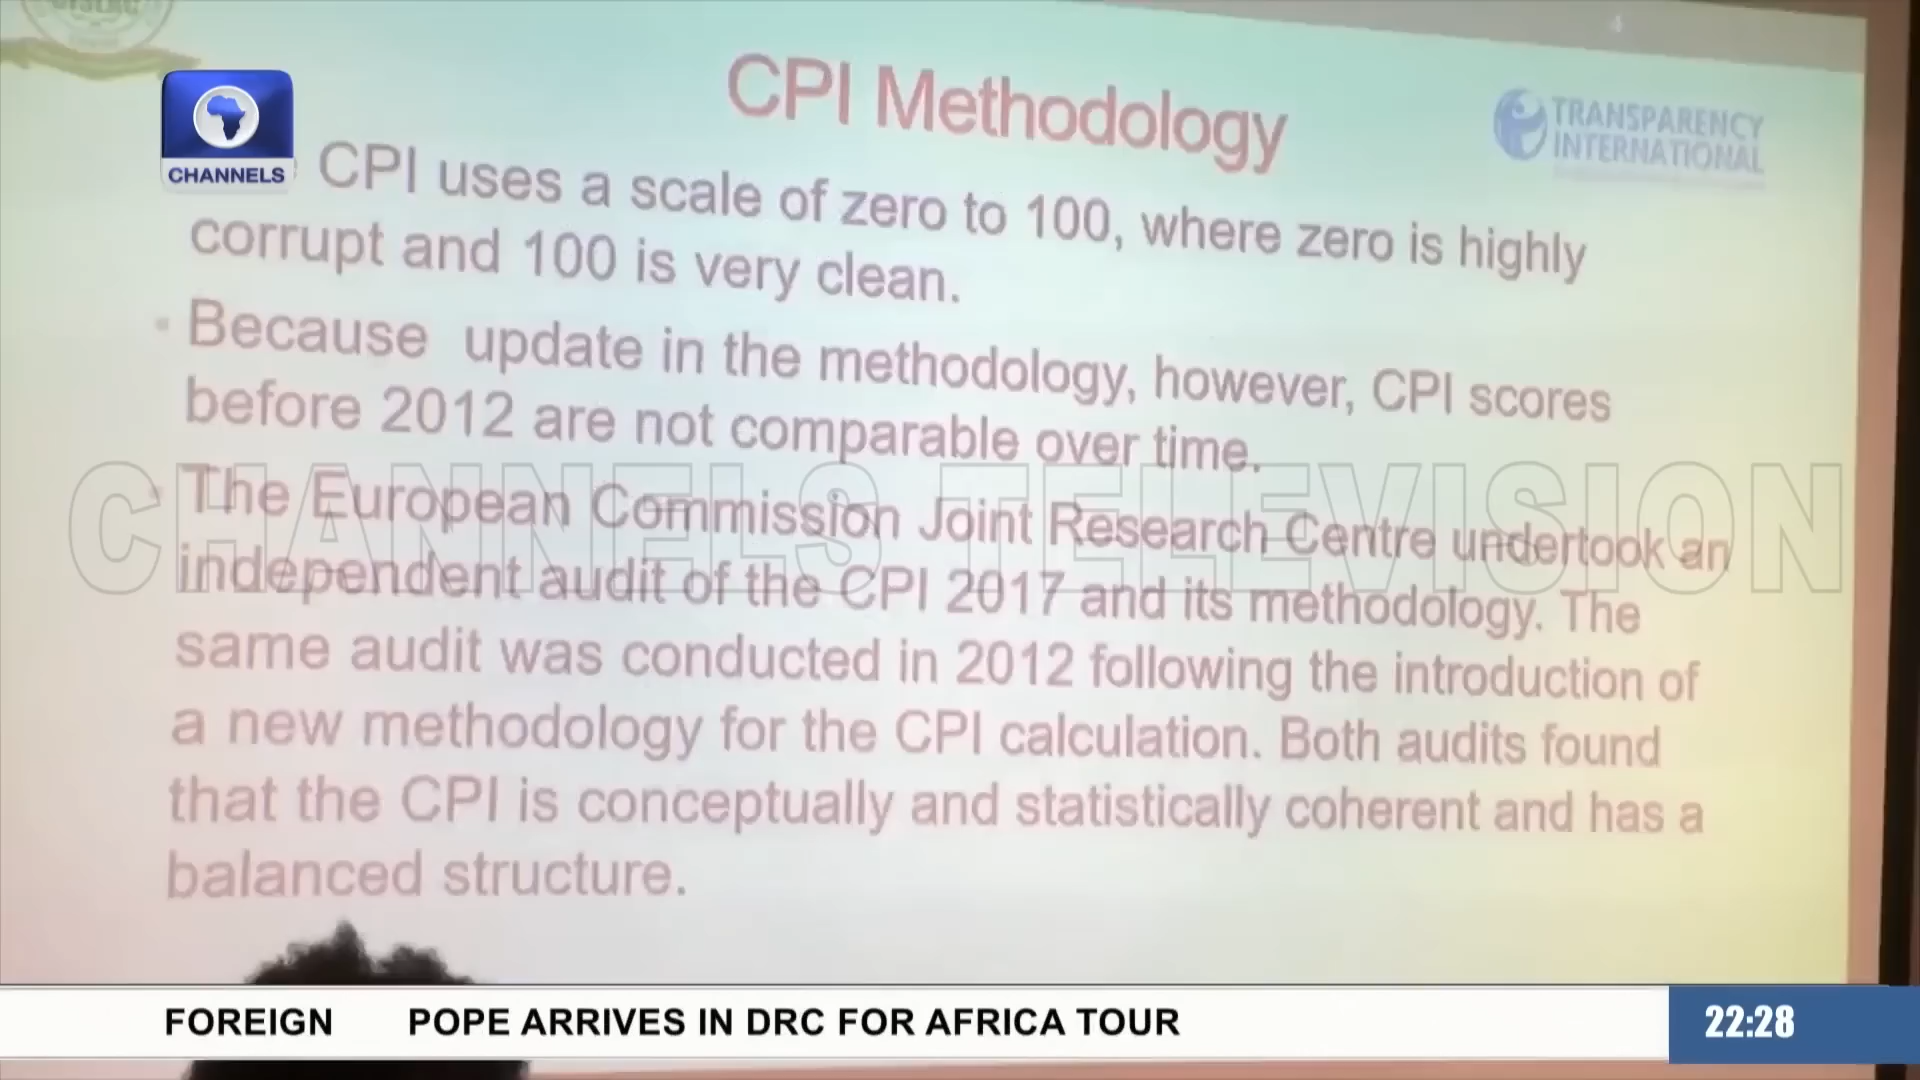 4
CPI Methodology
TRANSPARENCY
INTERNATIONAL
CHANNELS
CPI uses a scale of zero to 100, where zero is highly
corrupt and 100 is very clean.
Because update in the methodology, however, CPI scores
before 2012 are not comparable over time.
CHANNELS TELEVISION
The European Commission Joint Research Centre undertook an
independent audit of the CPI 2017 and its methodology. The
same audit was conducted in 2012 following the introduction of
a new methodology for the CPI calculation. Both audits found
that the CPI is conceptually and statistically coherent and has a
balanced structure.
FOREIGN POPE ARRIVES IN DRC FOR AFRICA TOUR
22:28